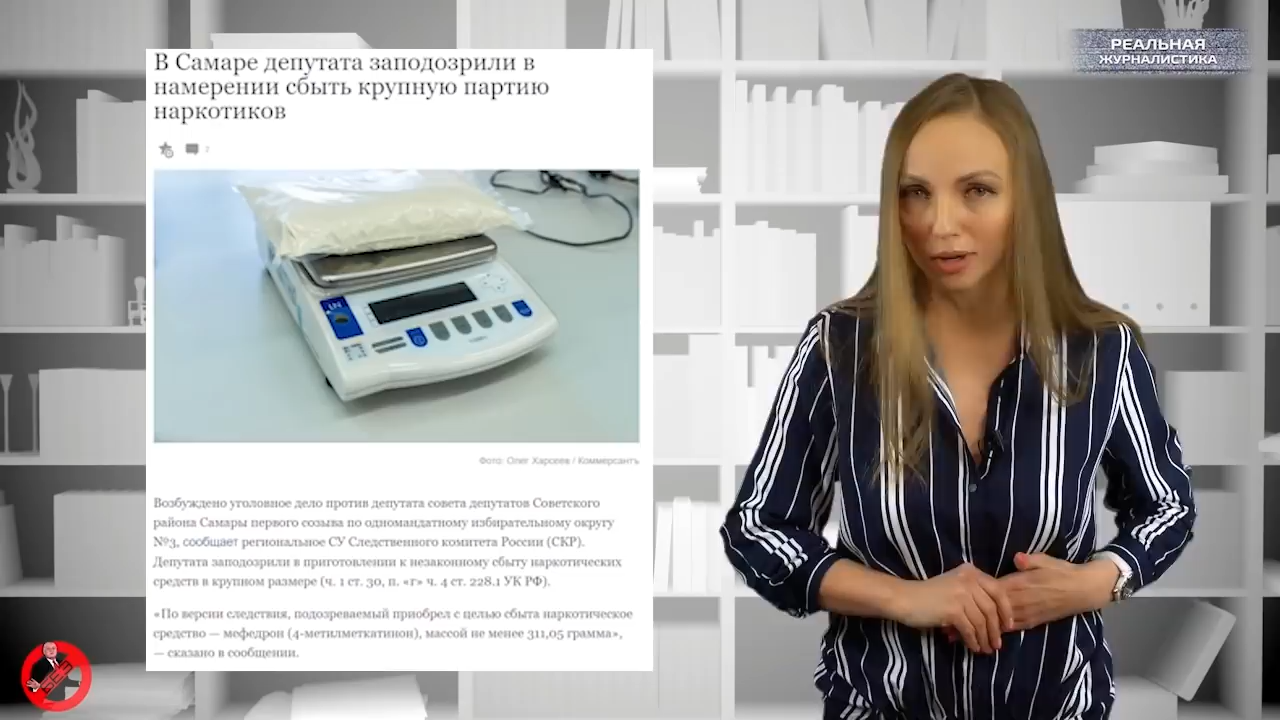 В Самаре депутата заподозрили в
намерении сбыть крупную партию
наркотиков
2
Фото: Олег Харсеев / Коммерсантъ
Возбуждено уголовное дело против депутата совета депутатов Советского
района Самары первого созыва по одномандатному избирательному округу
№3, сообщает региональное СУ Следственного комитета России (СКР).
Депутата заподозрили в приготовлении к незаконному сбыту наркотических
средств в крупном размере (ч. 1 ст. 30, п. «г» ч. 4 ст. 228.1 УК РФ).
«По версии следствия, подозреваемый приобрел с целью сбыта наркотическое
средство — мефедрон (4-метилметкатинон), массой не менее 311,05 грамма»,
— сказано в сообщении.
РЕАЛЬНАЯ
ЖУРНАЛИСТИКА